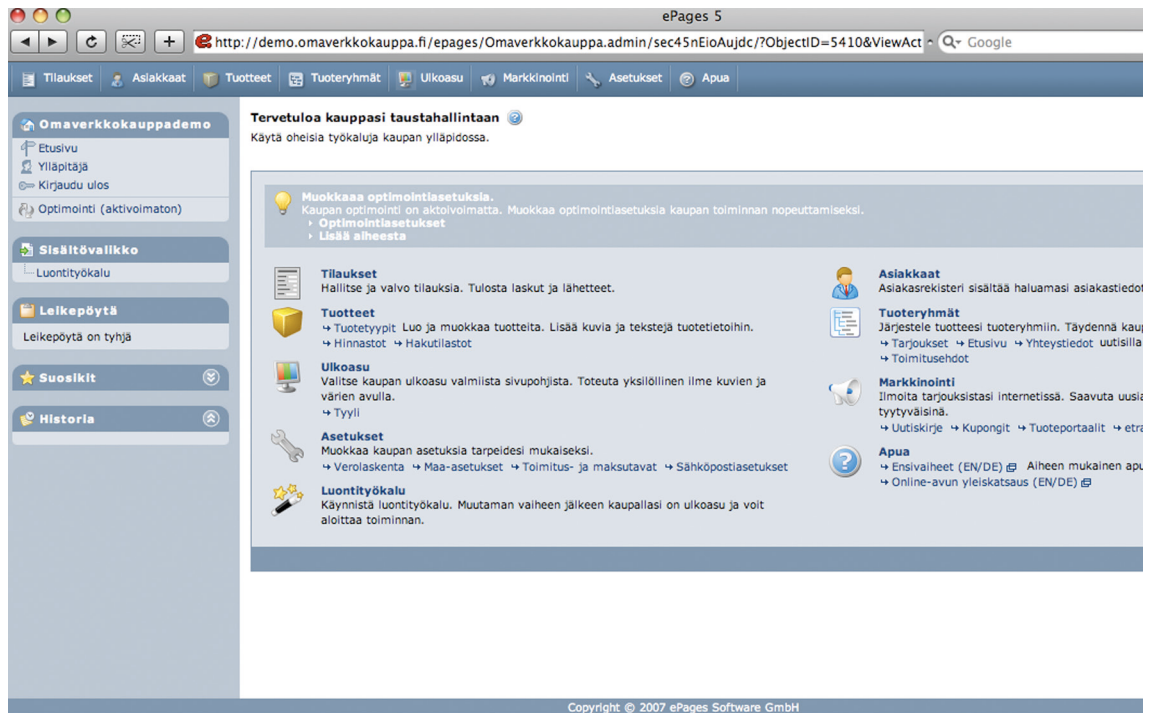 ePages 5
http://demo.omaverkkokauppa.fi/epages/Omaverkkokauppa.admin/sec45nEioAujdc/?ObjectID=5410&ViewAct
Google
Tilaukset Asiakkaat Tuotteet Tuoteryhmät Ulkoasu Markkinointi Asetukset Apua
Omaverkkokauppademo
Etusivu
Ylläpitäjä
Kirjaudu ulos
Optimointi (aktivoimaton)
Sisältövalikko
Luontityökalu
Leikepöytä
Leikepöytä on tyhjä
Suosikit
Historia
Tervetuloa kauppasi taustahallintaan
Käytä oheisia työkaluja kaupan ylläpidossa.
Muokkaaa optimointiasetuksia.
Kaupan optimointi on aktoivoimatta. Muokkaa optimointiasetuksia kaupan toiminnan nopeuttamiseksi.
Optimointiasetukset
Lisää aiheesta
Tilaukset
Hallitse ja valvo tilauksia. Tulosta laskut ja lähetteet.
Tuotteet
Tuotetyypit Luo ja muokkaa tuotteita. Lisää kuvia ja tekstejä tuotetietoihin.
Hinnastot Hakutilastot
Ulkoasu
Valitse kaupan ulkoasu valmiista sivupohjista. Toteuta yksilöllinen ilme kuvien ja
värien avulla.
Tyyli
Asetukset
Muokkaa kaupan asetuksia tarpeidesi mukaiseksi.
Verolaskenta Maa-asetukset Toimitus- ja maksutavat Sähköpostiasetukset
Luontityökalu
Käynnistä luontityökalu. Muutaman vaiheen jälkeen kaupallasi on ulkoasu ja voit
aloittaa toiminnan.
Asiakkaat
Asiakasrekisteri sisältää haluamasi asiakastiedot
Tuoteryhmät
Järjestele tuotteesi tuoteryhmiin. Täydennä kaup
Tarjoukset Etusivu Yhteystiedot uutisilla
Toimitusehdot
Markkinointi
Ilmoita tarjouksistasi internetissä. Saavuta uusia
tyytyväisinä.
Uutiskirje Kupongit Tuoteportaalit etra
Apua
Ensivaiheet (EN/DE) Aiheen mukainen apu
Online-avun yleiskatsaus (EN/DE)
Copyright © 2007 ePages Software GmbH